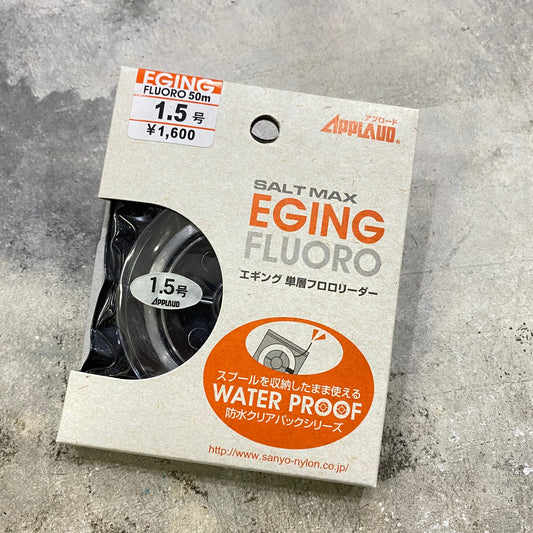 EGING
FLUORO 50m
1.5号
￥1,600
アプロード
APPLAUD®
SALT MAX
EGING
FLUORO
エギング 単層フロロリーダー
1.5号
APPLAUD
スプールを収納したまま使える
WATER PROOF
防水クリアパックシリーズ
http://www.sanyo-nylon.co.jp/